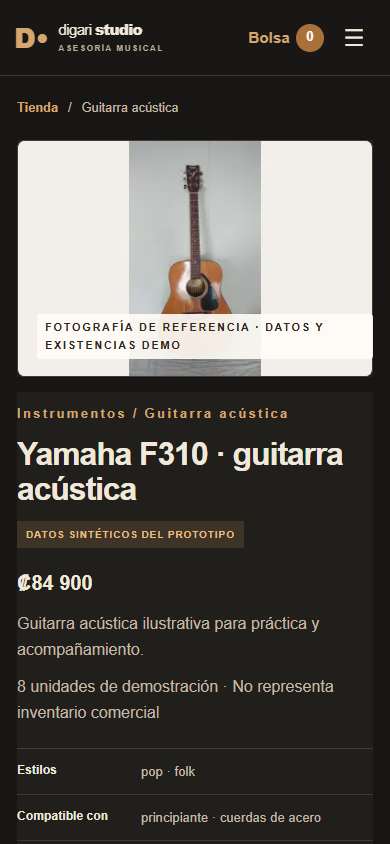 D
digari studio
ASESORÍA MUSICAL
Bolsa 0
Tienda / Guitarra acústica
FOTOGRAFÍA DE REFERENCIA · DATOS Y
EXISTENCIAS DEMO
Instrumentos / Guitarra acústica
Yamaha F310 · guitarra
acústica
DATOS SINTÉTICOS DEL PROTOTIPO
₡84 900
Guitarra acústica ilustrativa para práctica y
acompañamiento.
8 unidades de demostración · No representa
inventario comercial
Estilos pop · folk
Compatible con principiante · cuerdas de acero